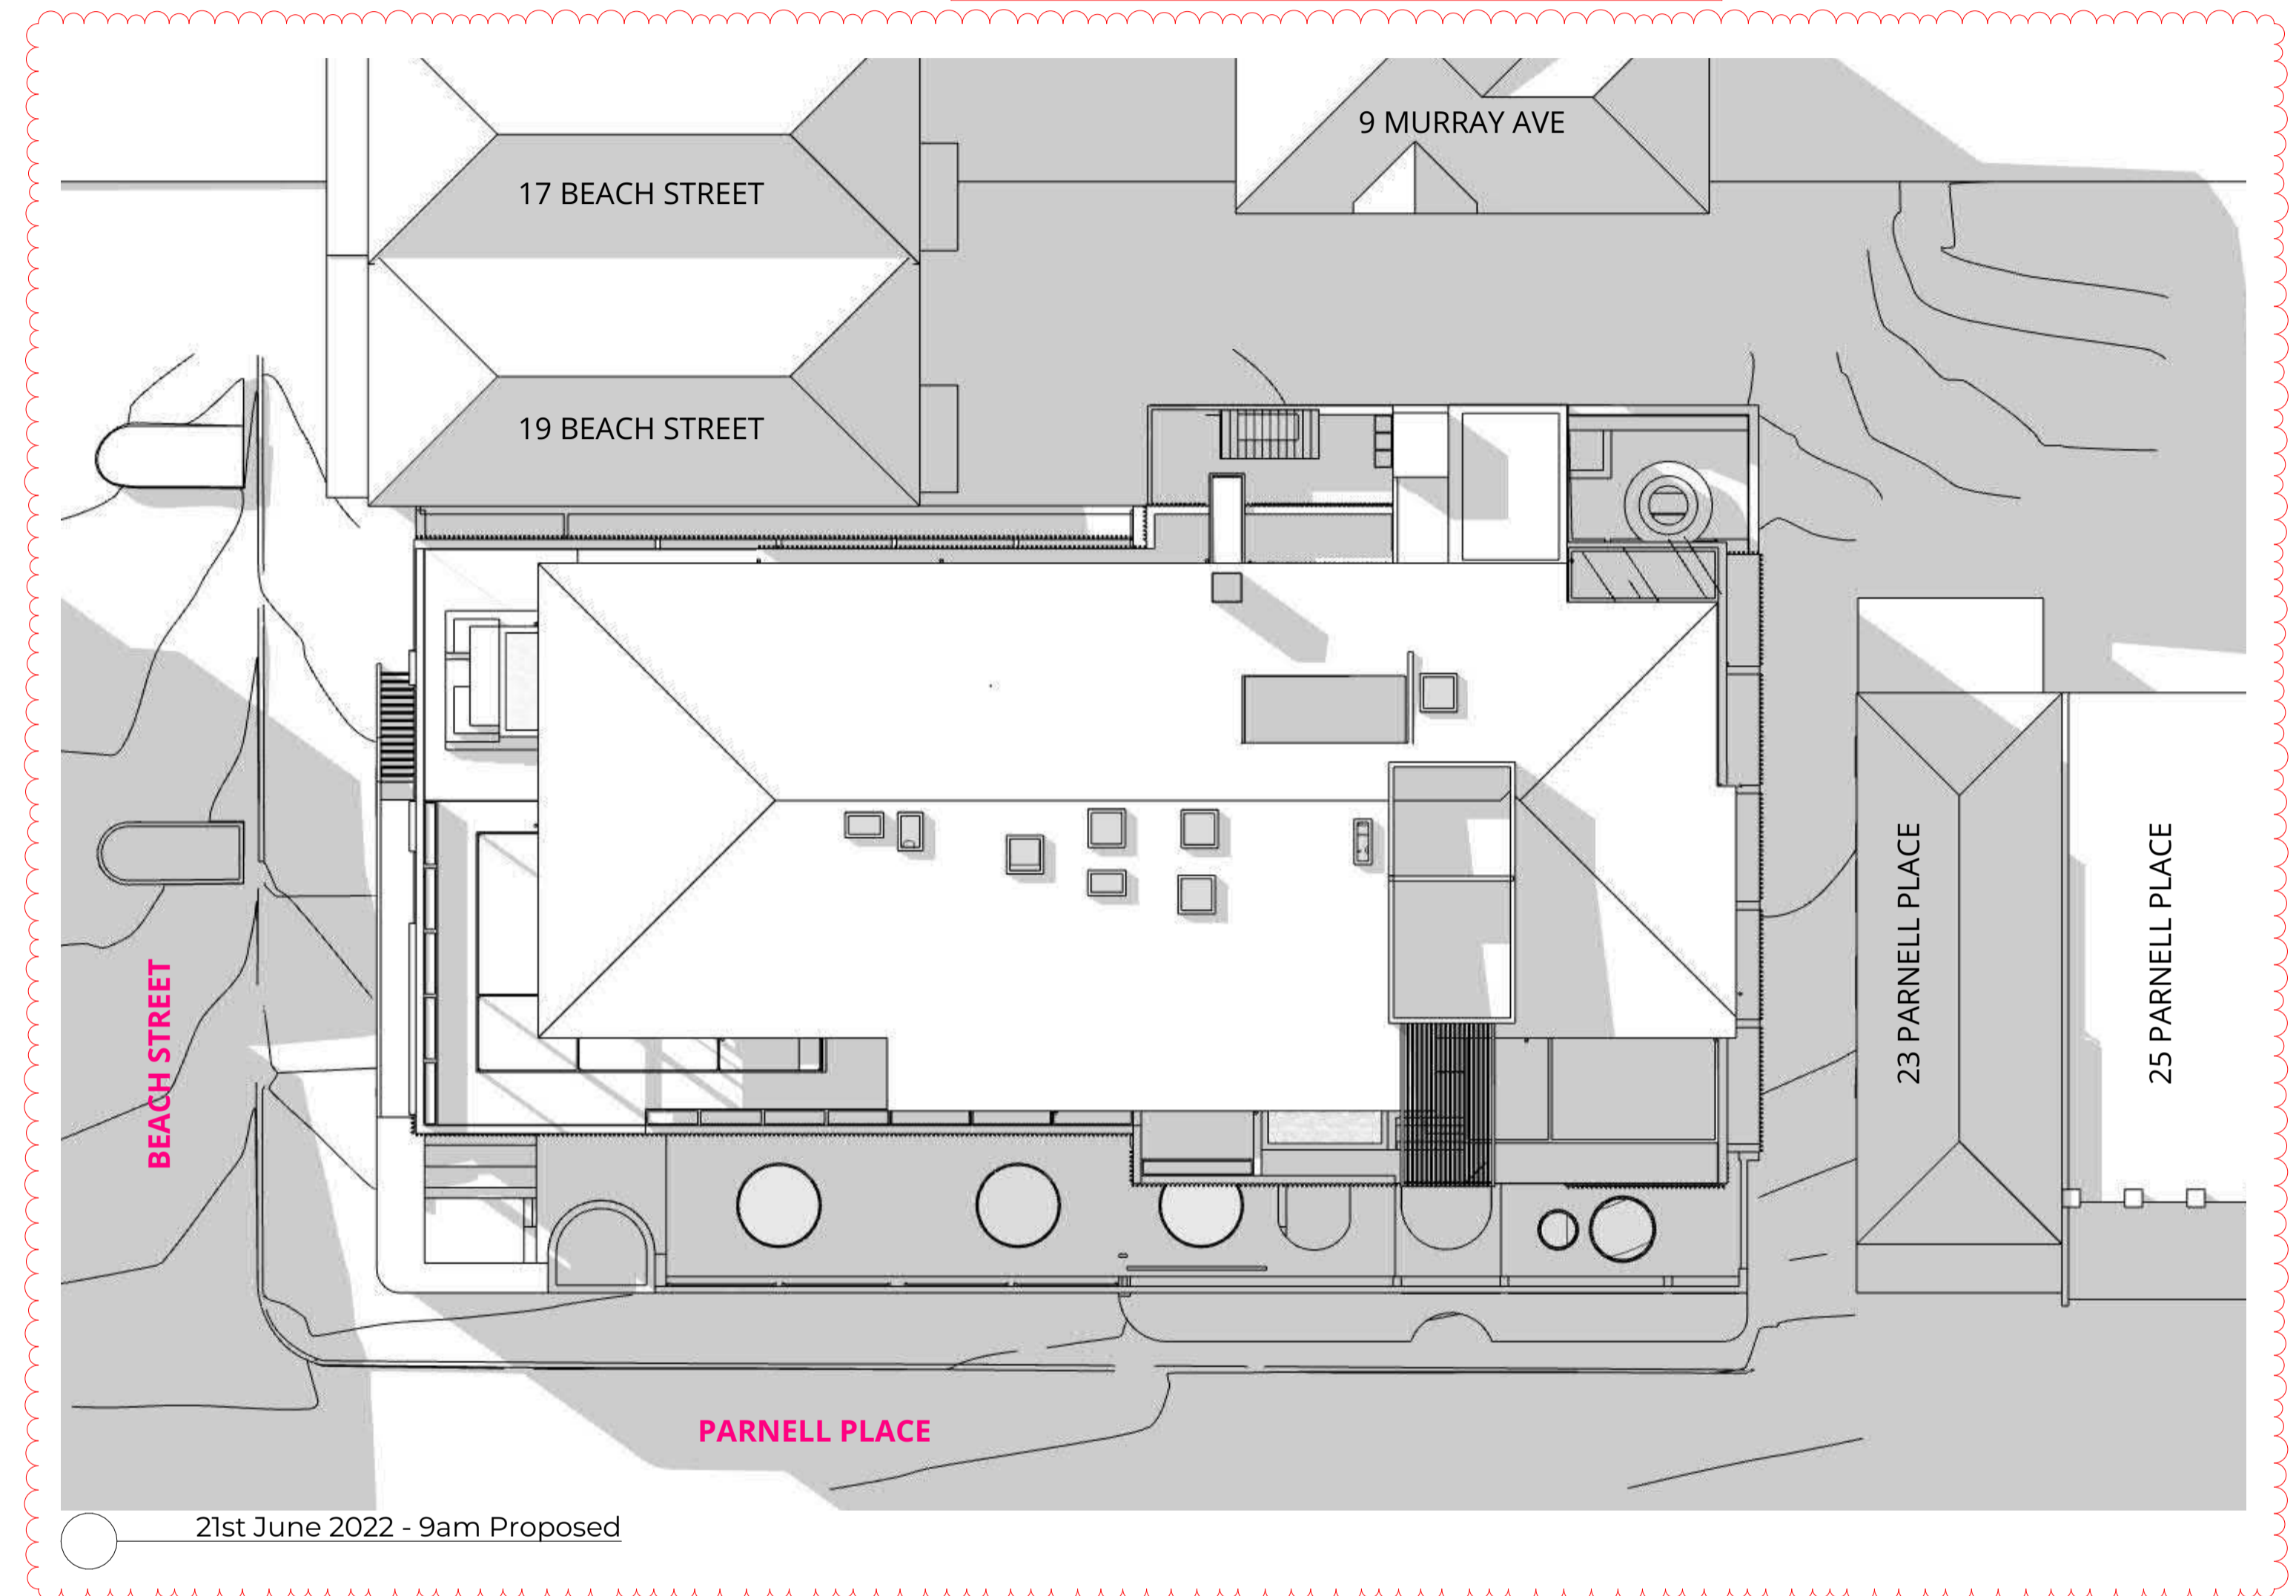 9 MURRAY AVE
17 BEACH STREET
19 BEACH STREET
23 PARNELL PLACE
25 PARNELL PLACE
BEACH STREET
PARNELL PLACE
21st June 2022 - 9am Proposed